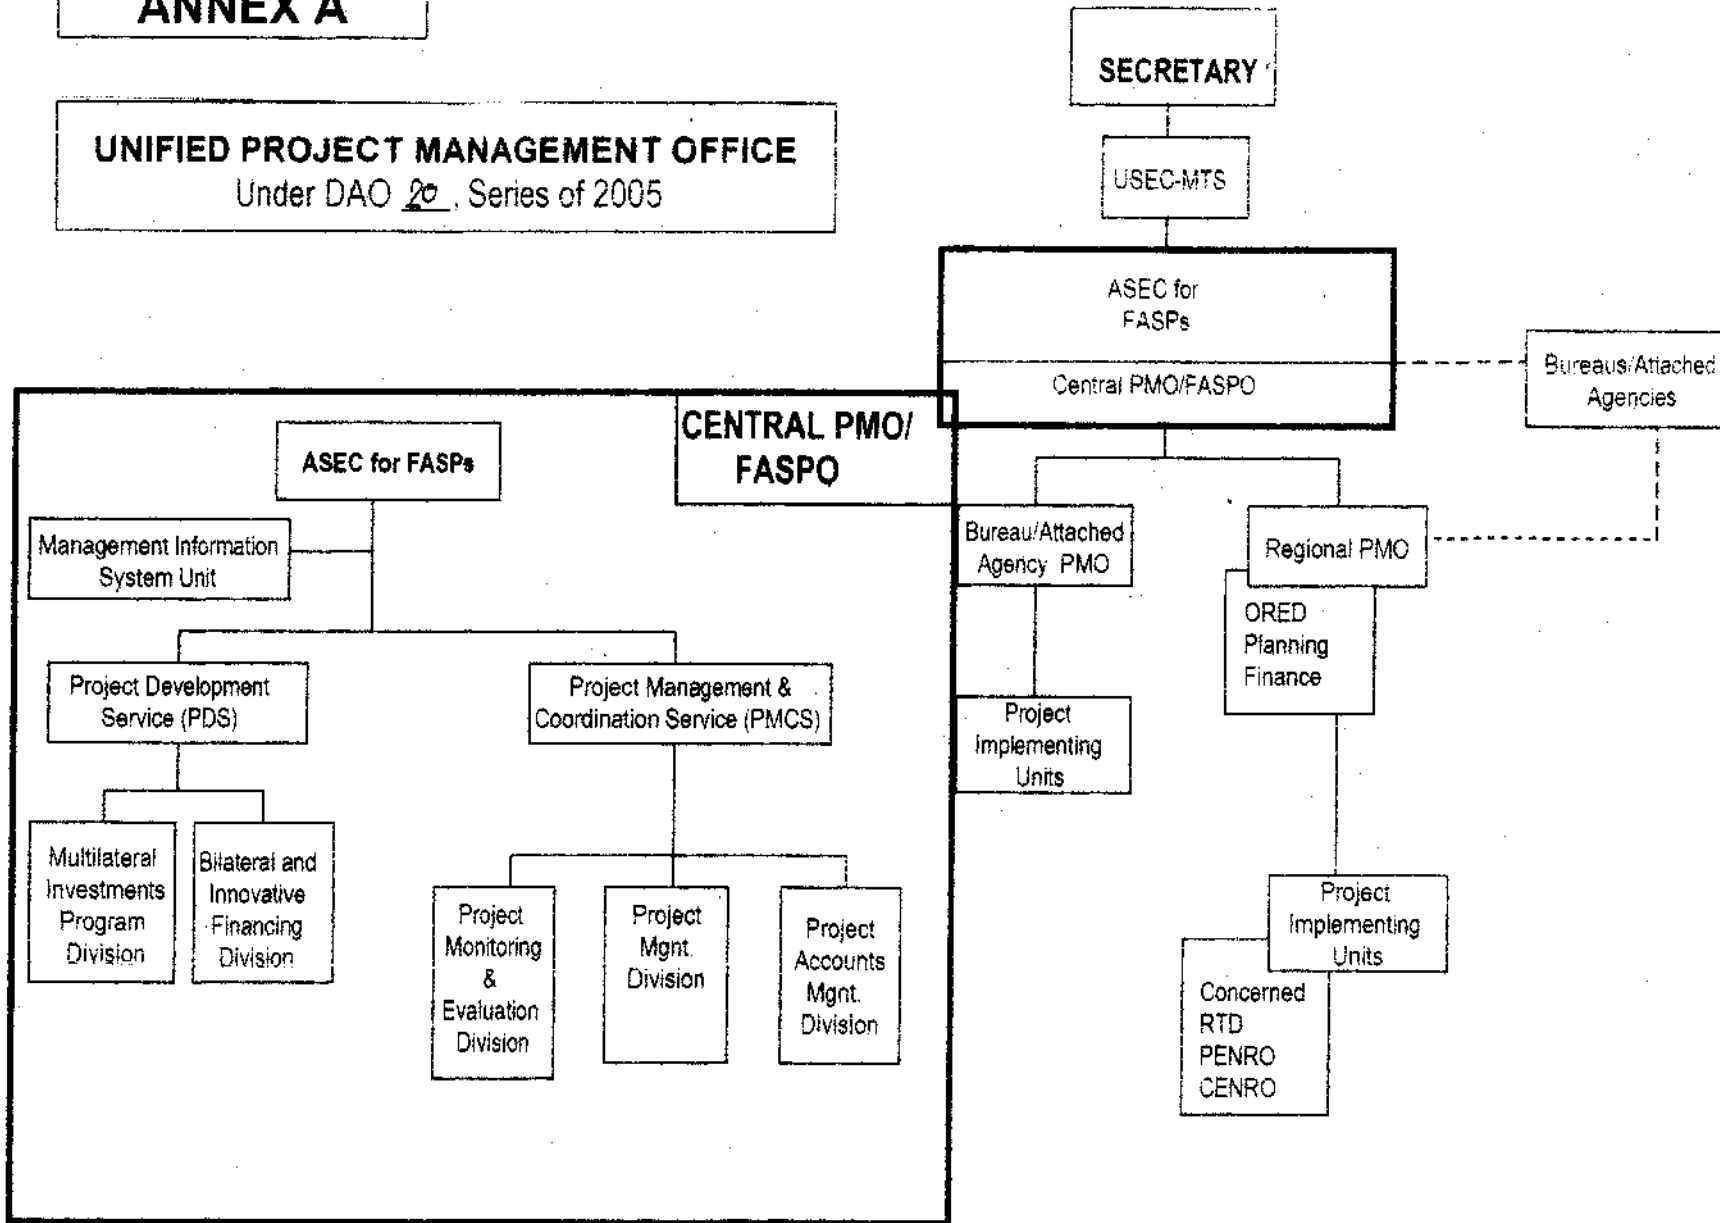 ANNEX A
UNIFIED PROJECT MANAGEMENT OFFICE
Under DAO 20, Series of 2005
SECRETARY
USEC-MTS
ASEC for
FASPs
Central PMO/FASPO
Bureaus/Attached
Agencies
Bureau/Attached
Agency PMO
Regional PMO
ORED
Planning
Finance
Project
Implementing
Units
Project
Implementing
Units
Concerned
RTD
PENRO
CENRO
CENTRAL PMO/
FASPO
ASEC for FASPs
Management Information
System Unit
Project Development
Service (PDS)
Project Management &
Coordination Service (PMCS)
Multilateral
Investments
Program
Division
Bilateral and
Innovative
Financing
Division
Project
Monitoring
&
Evaluation
Division
Project
Mgnt.
Division
Project
Accounts
Mgnt.
Division